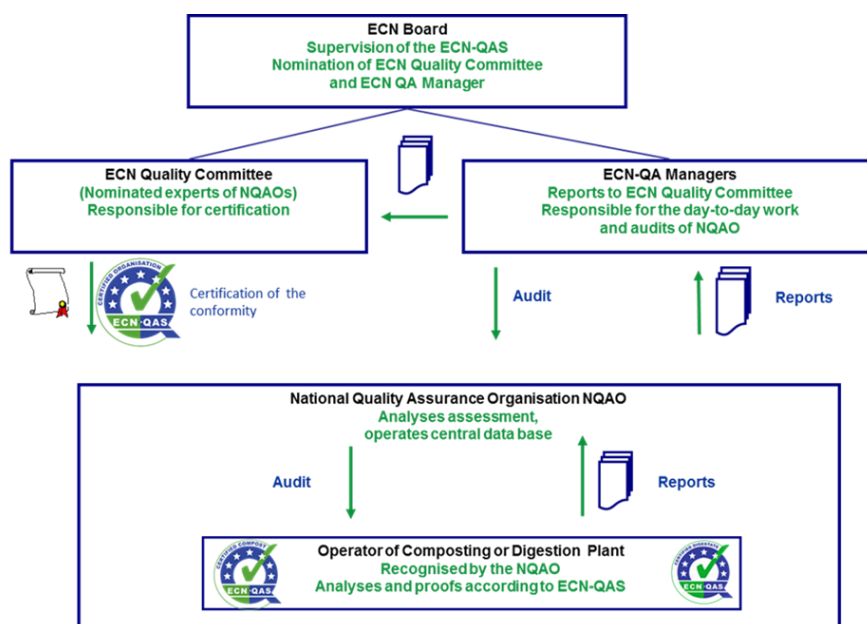 ECN Board
Supervision of the ECN-QAS
Nomination of ECN Quality Committee
and ECN QA Manager
ECN Quality Committee
(Nominated experts of NQAOs)
Responsible for certification
ECN-QA Managers
Reports to ECN Quality Committee
Responsible for the day-to-day work
and audits of NQAO
CERTIFIED ORGANISATION
ECN-QAS
Certification of the
conformity
Audit
Reports
National Quality Assurance Organisation NQAO
Analyses assessment,
operates central data base
Audit
Reports
CERTIFIED COMPOST
ECN-QAS
Operator of Composting or Digestion Plant
Recognised by the NQAO
Analyses and proofs according to ECN-QAS
CERTIFIED DIGESTATE
ECN-QAS